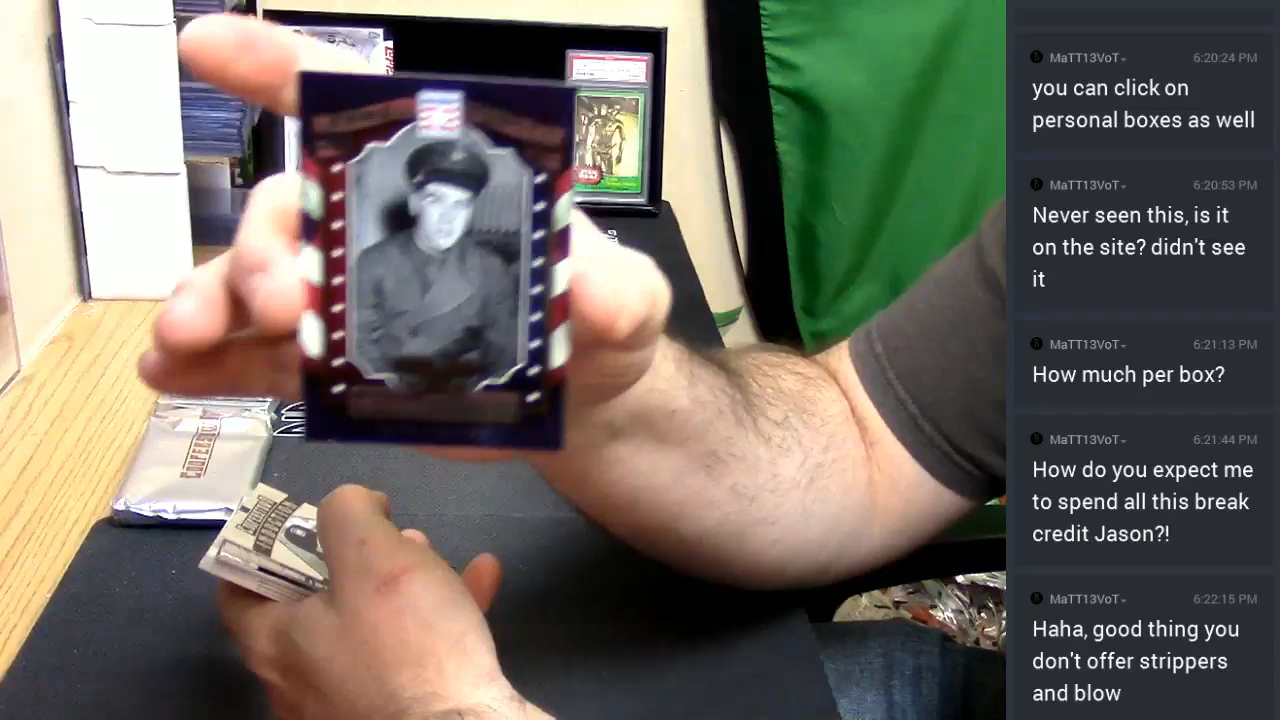 MaTT13VoT
6:20:24 PM
you can click on
personal boxes as well
MaTT13VoT
6:20:53 PM
Never seen this, is it
on the site? didn't see
it
MaTT13VoT
6:21:13 PM
How much per box?
MaTT13VoT
6:21:44 PM
How do you expect me
to spend all this break
credit Jason?!
MaTT13VoT
6:22:15 PM
Haha, good thing you
don't offer strippers
and blow
COOPERSTOWN
STAR WARS